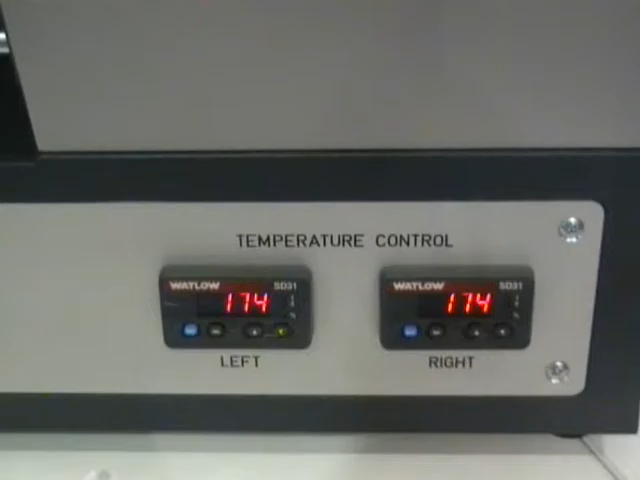 TEMPERATURE CONTROL
WATLOW SD31
174
LEFT
WATLOW SD31
174
RIGHT